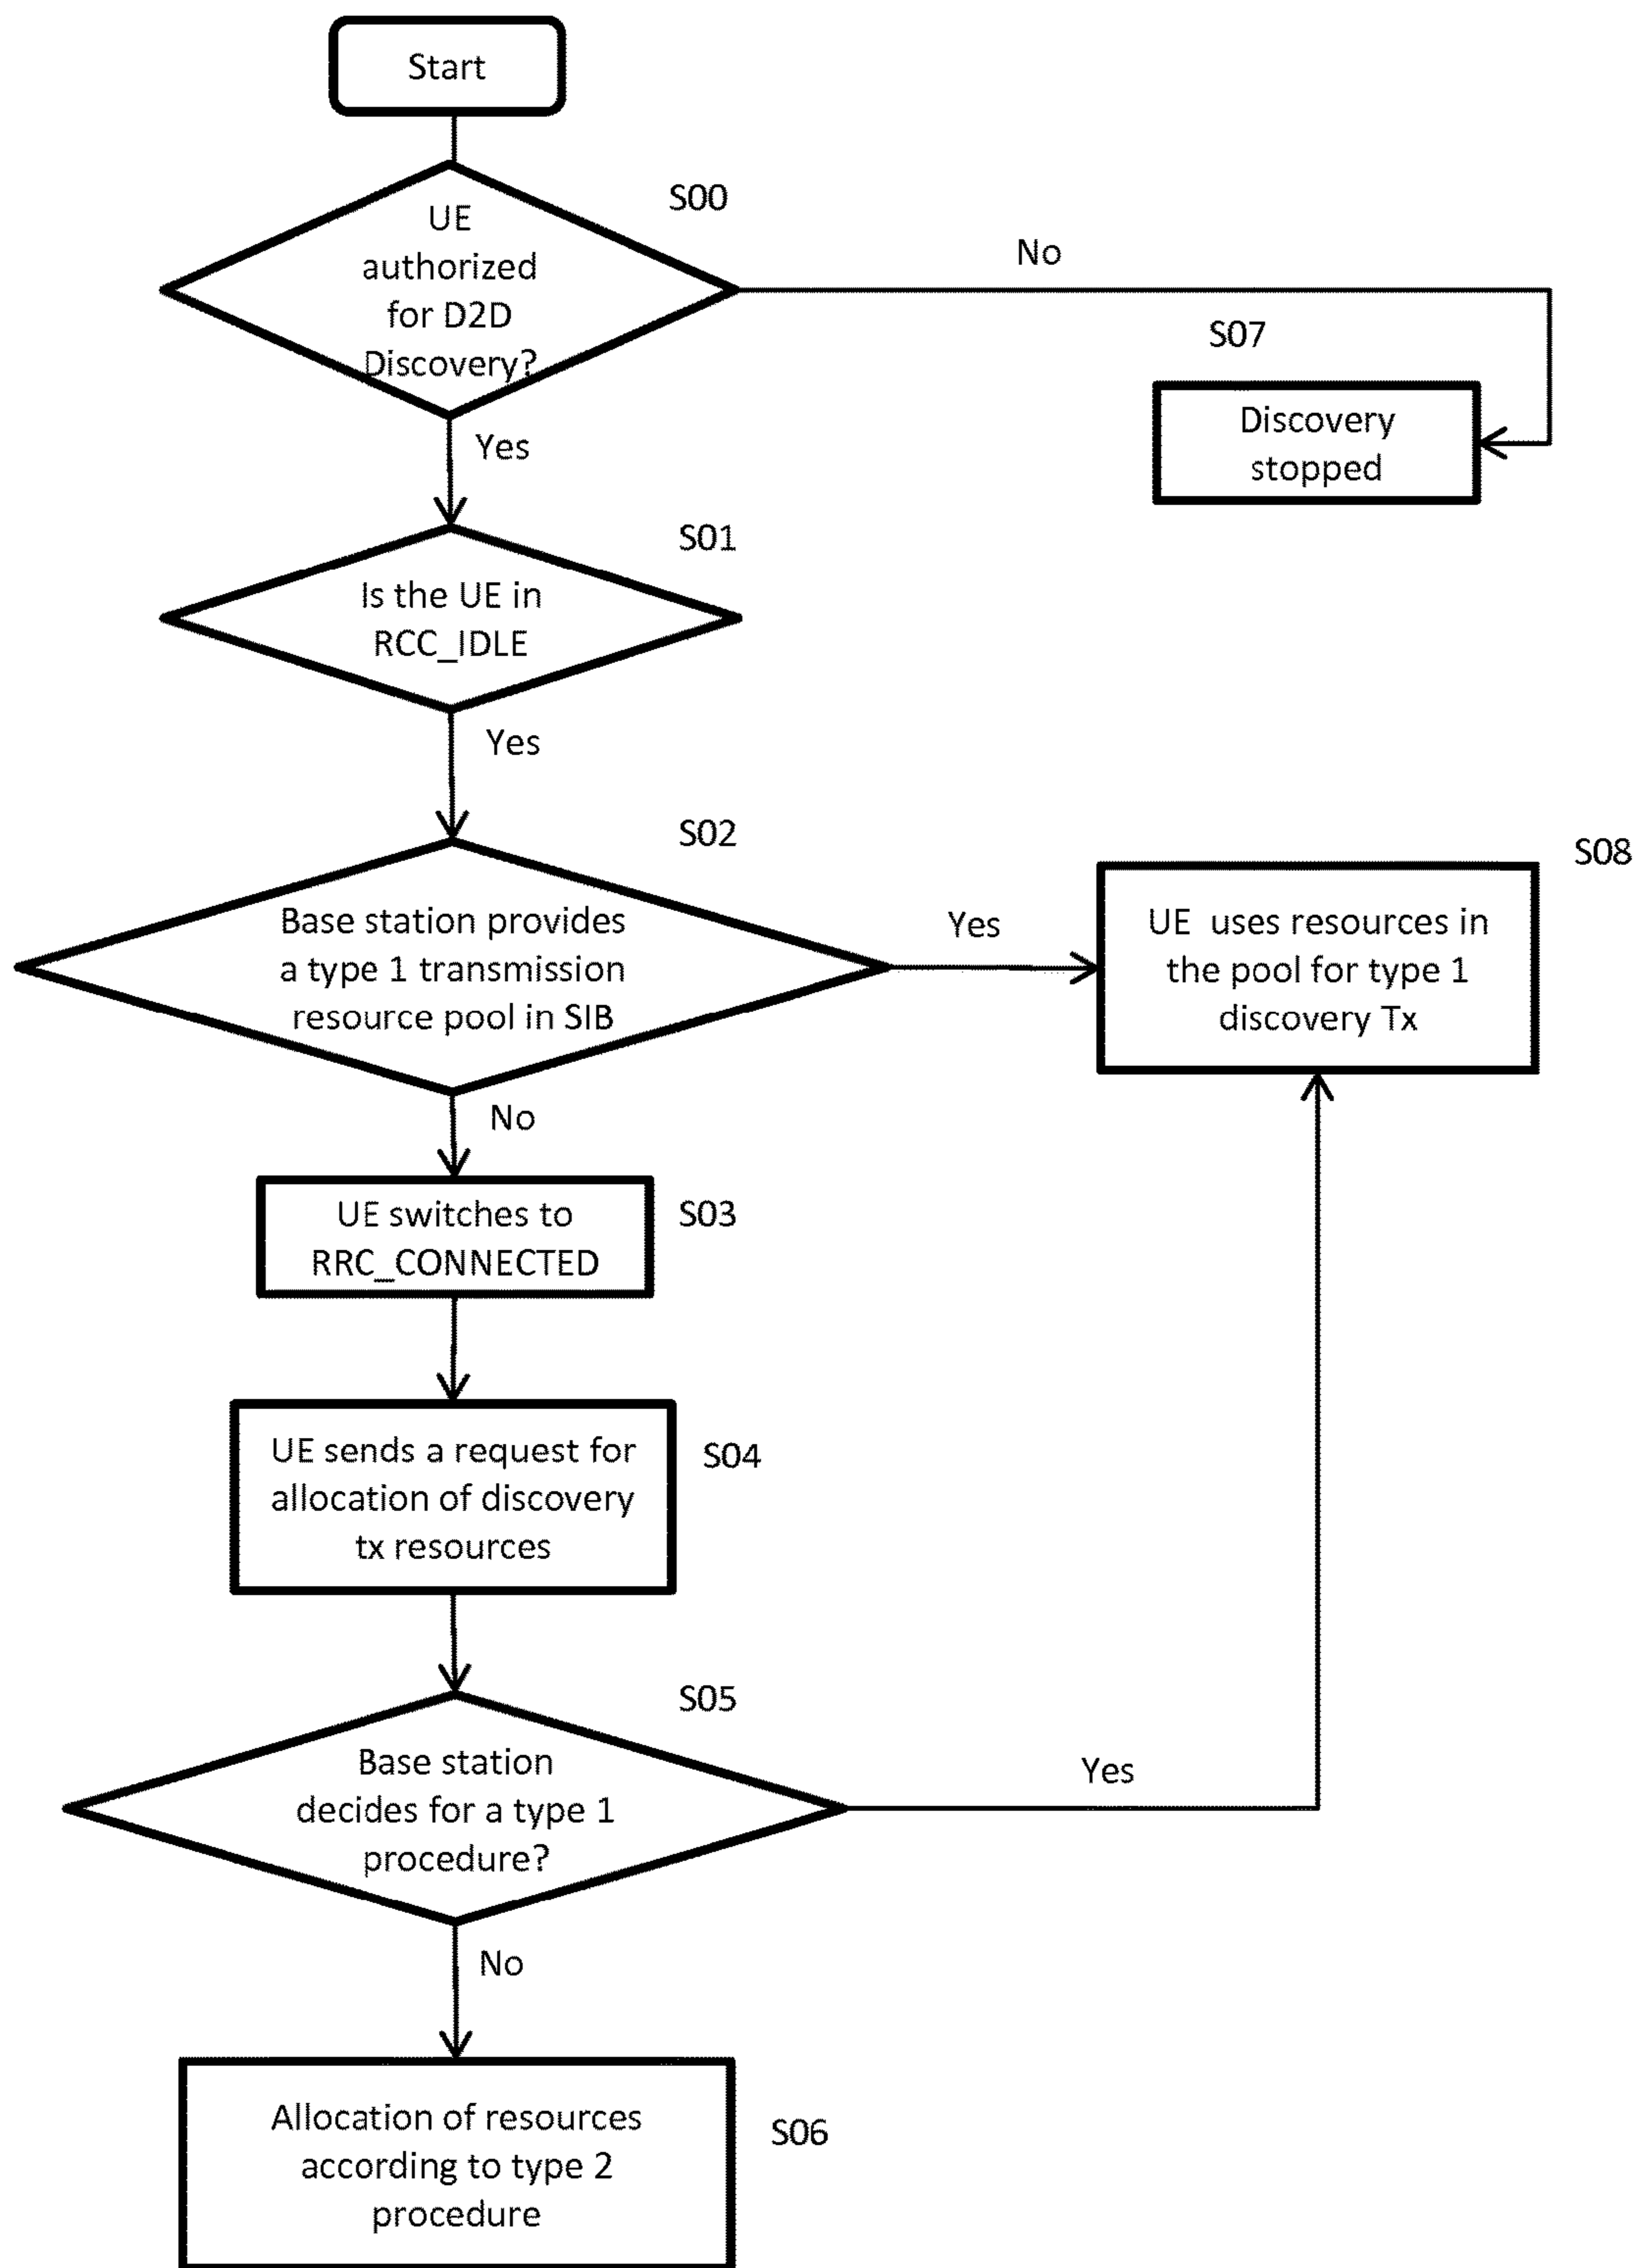 Start
S00
UE
authorized
for D2D
Discovery?
No
S07
Discovery
stopped
Yes
S01
Is the UE in
RCC_IDLE
Yes
S02
Base station provides
a type 1 transmission
resource pool in SIB
Yes
S08
UE uses resources in
the pool for type 1
discovery Tx
No
UE switches to
RRC_CONNECTED
S03
UE sends a request for
allocation of discovery
tx resources
S04
S05
Base station
decides for a type 1
procedure?
Yes
No
Allocation of resources
according to type 2
procedure
S06